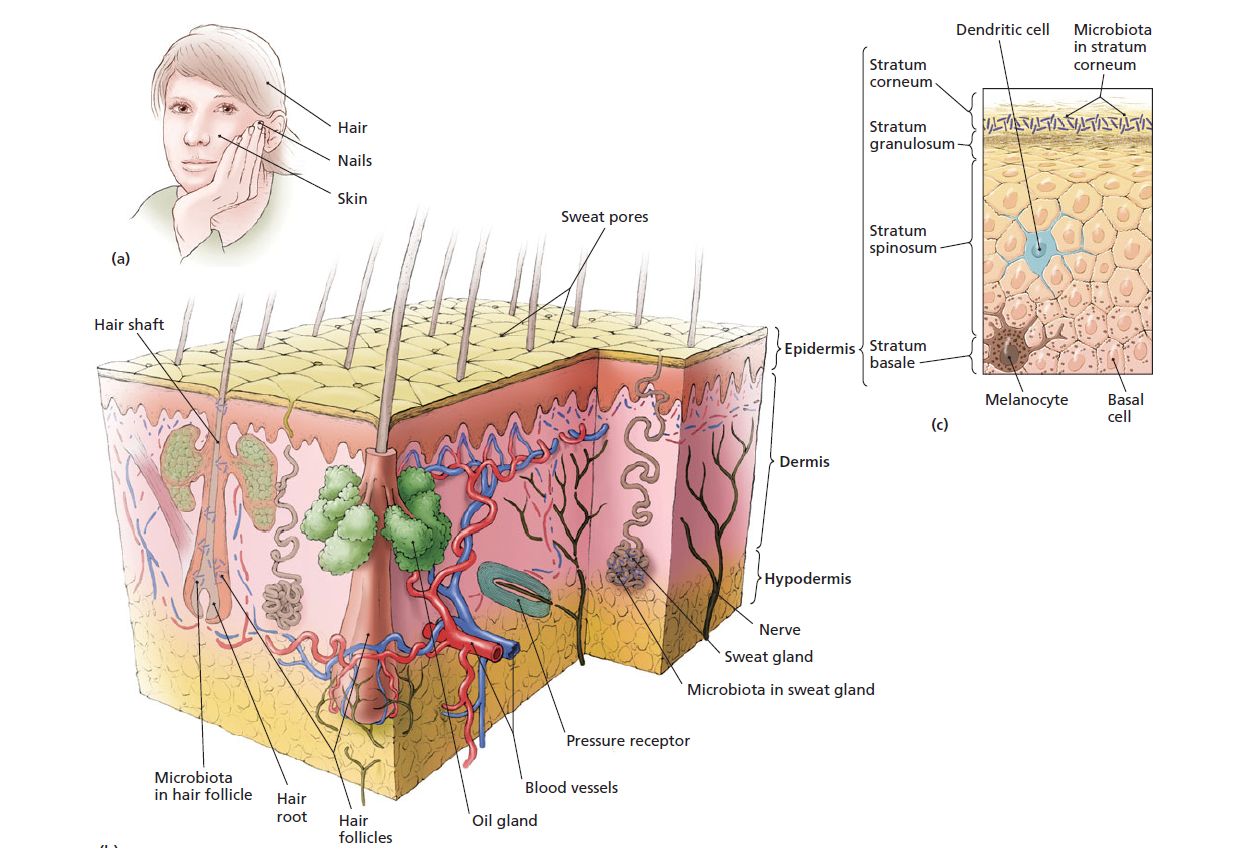 Hair
Nails
Skin
(a)
Dendritic cell
Microbiota
in stratum
corneum
Stratum
corneum
Stratum
granulosum
Stratum
spinosum
Stratum
basale
Melanocyte
Basal
cell
(c)
Sweat pores
Hair shaft
Epidermis
Dermis
Hypodermis
Nerve
Sweat gland
Microbiota in sweat gland
Pressure receptor
Blood vessels
Oil gland
Hair
follicles
Hair
root
Microbiota
in hair follicle